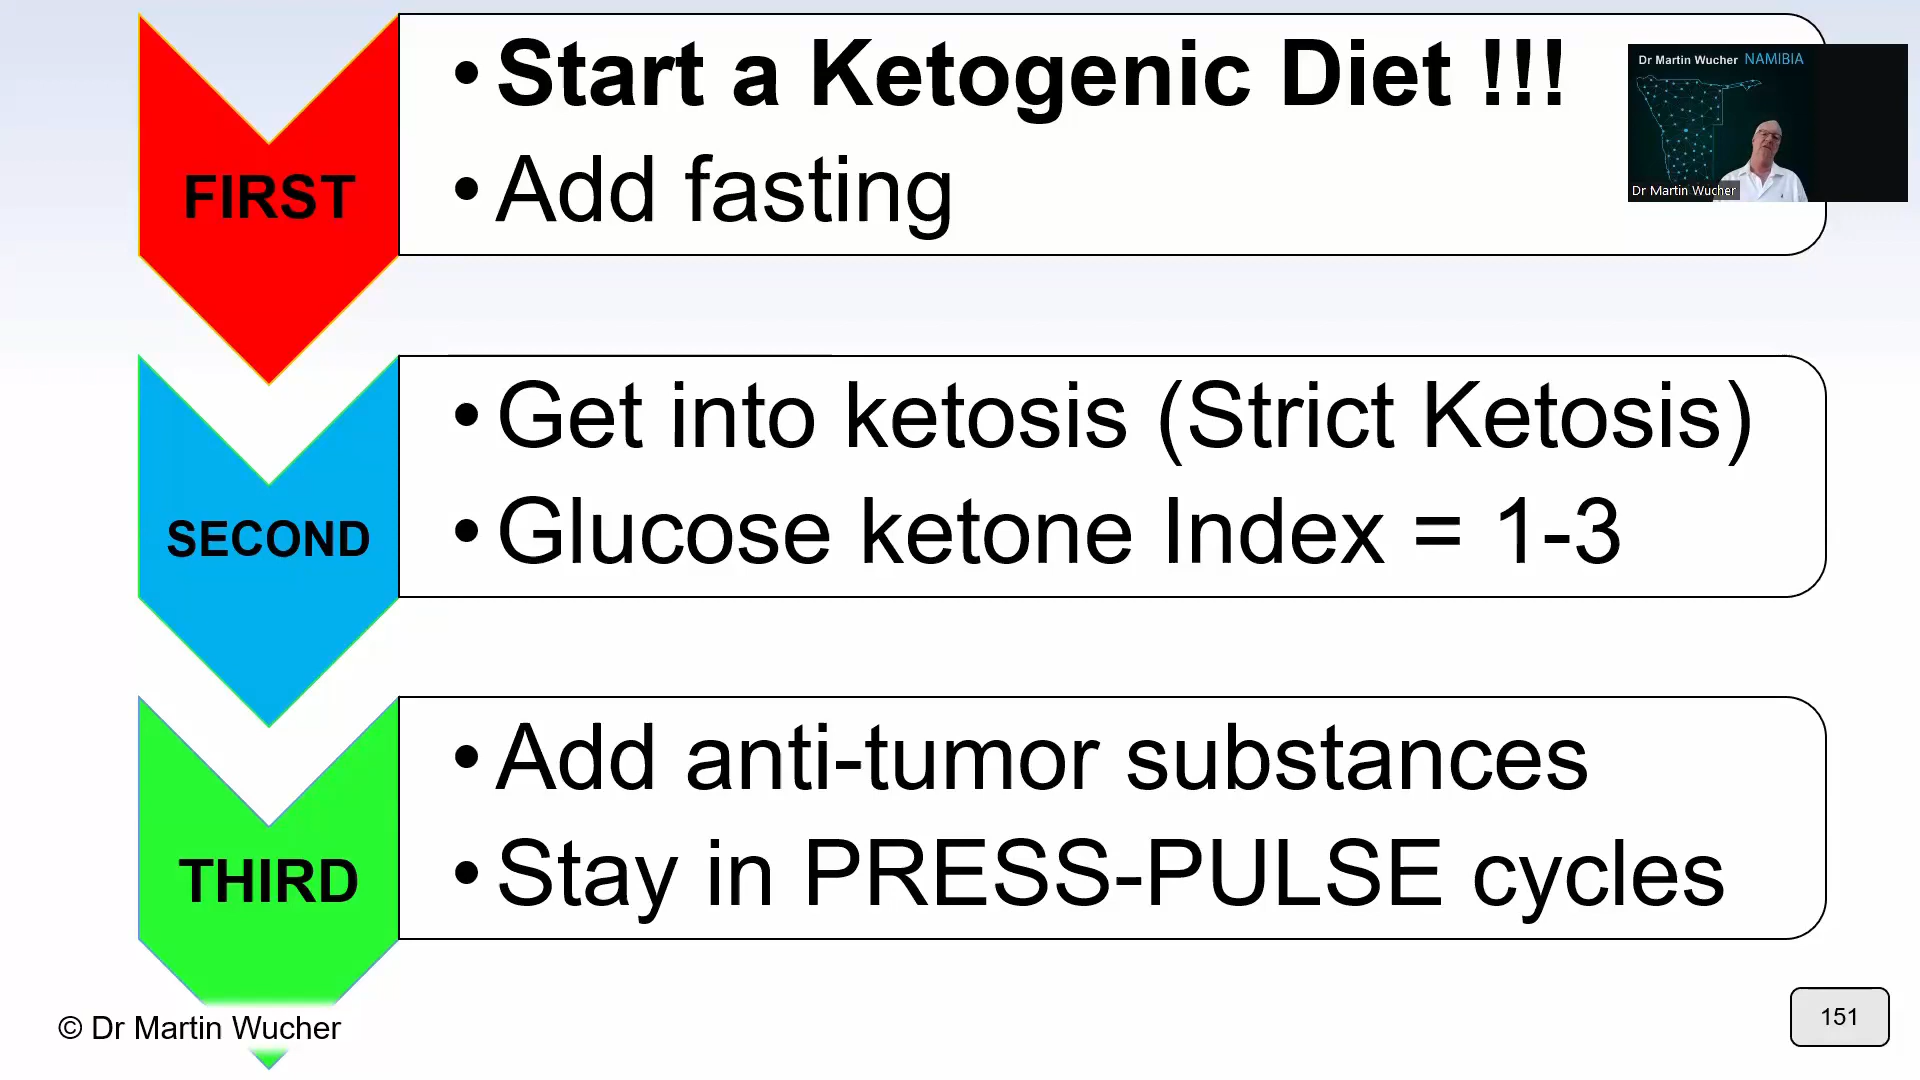 • Start a Ketogenic Diet !!!
Dr Martin Wucher NAMIBIA
FIRST
• Add fasting
Dr Martin Wucher
• Get into ketosis (Strict Ketosis)
SECOND
• Glucose ketone Index = 1-3
• Add anti-tumor substances
THIRD
• Stay in PRESS-PULSE cycles
© Dr Martin Wucher
151